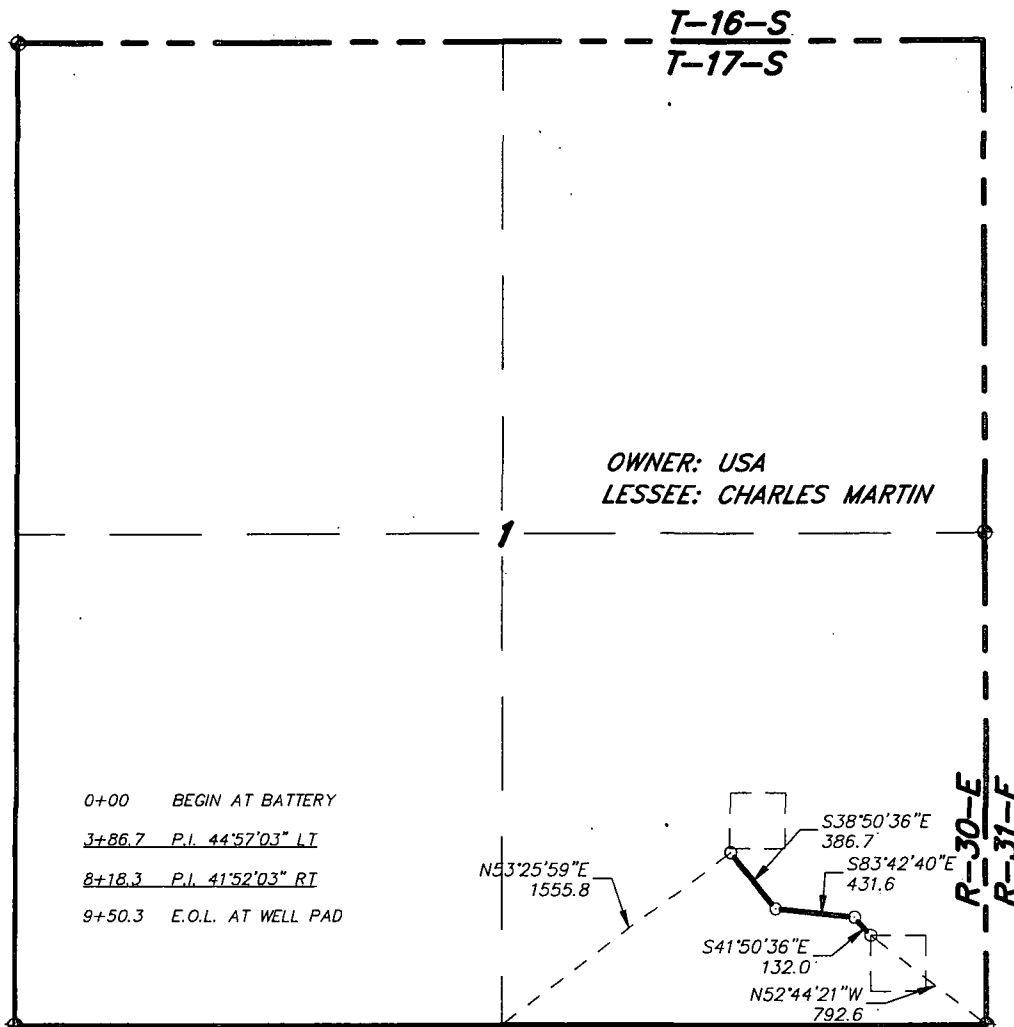 T-16-S
T-17-S
OWNER: USA
LESSEE: CHARLES MARTIN
1
0+00 BEGIN AT BATTERY
3+86.7 P.I. 44°57'03" LT
8+18.3 P.I. 41°52'03" RT
9+50.3 E.O.L. AT WELL PAD
N53°25'59"E
1555.8
S38°50'36"E
386.7
S83°42'40"E
431.6
S41°50'36"E
132.0
N52°44'21"W
792.6
R-30-E
R-31-E